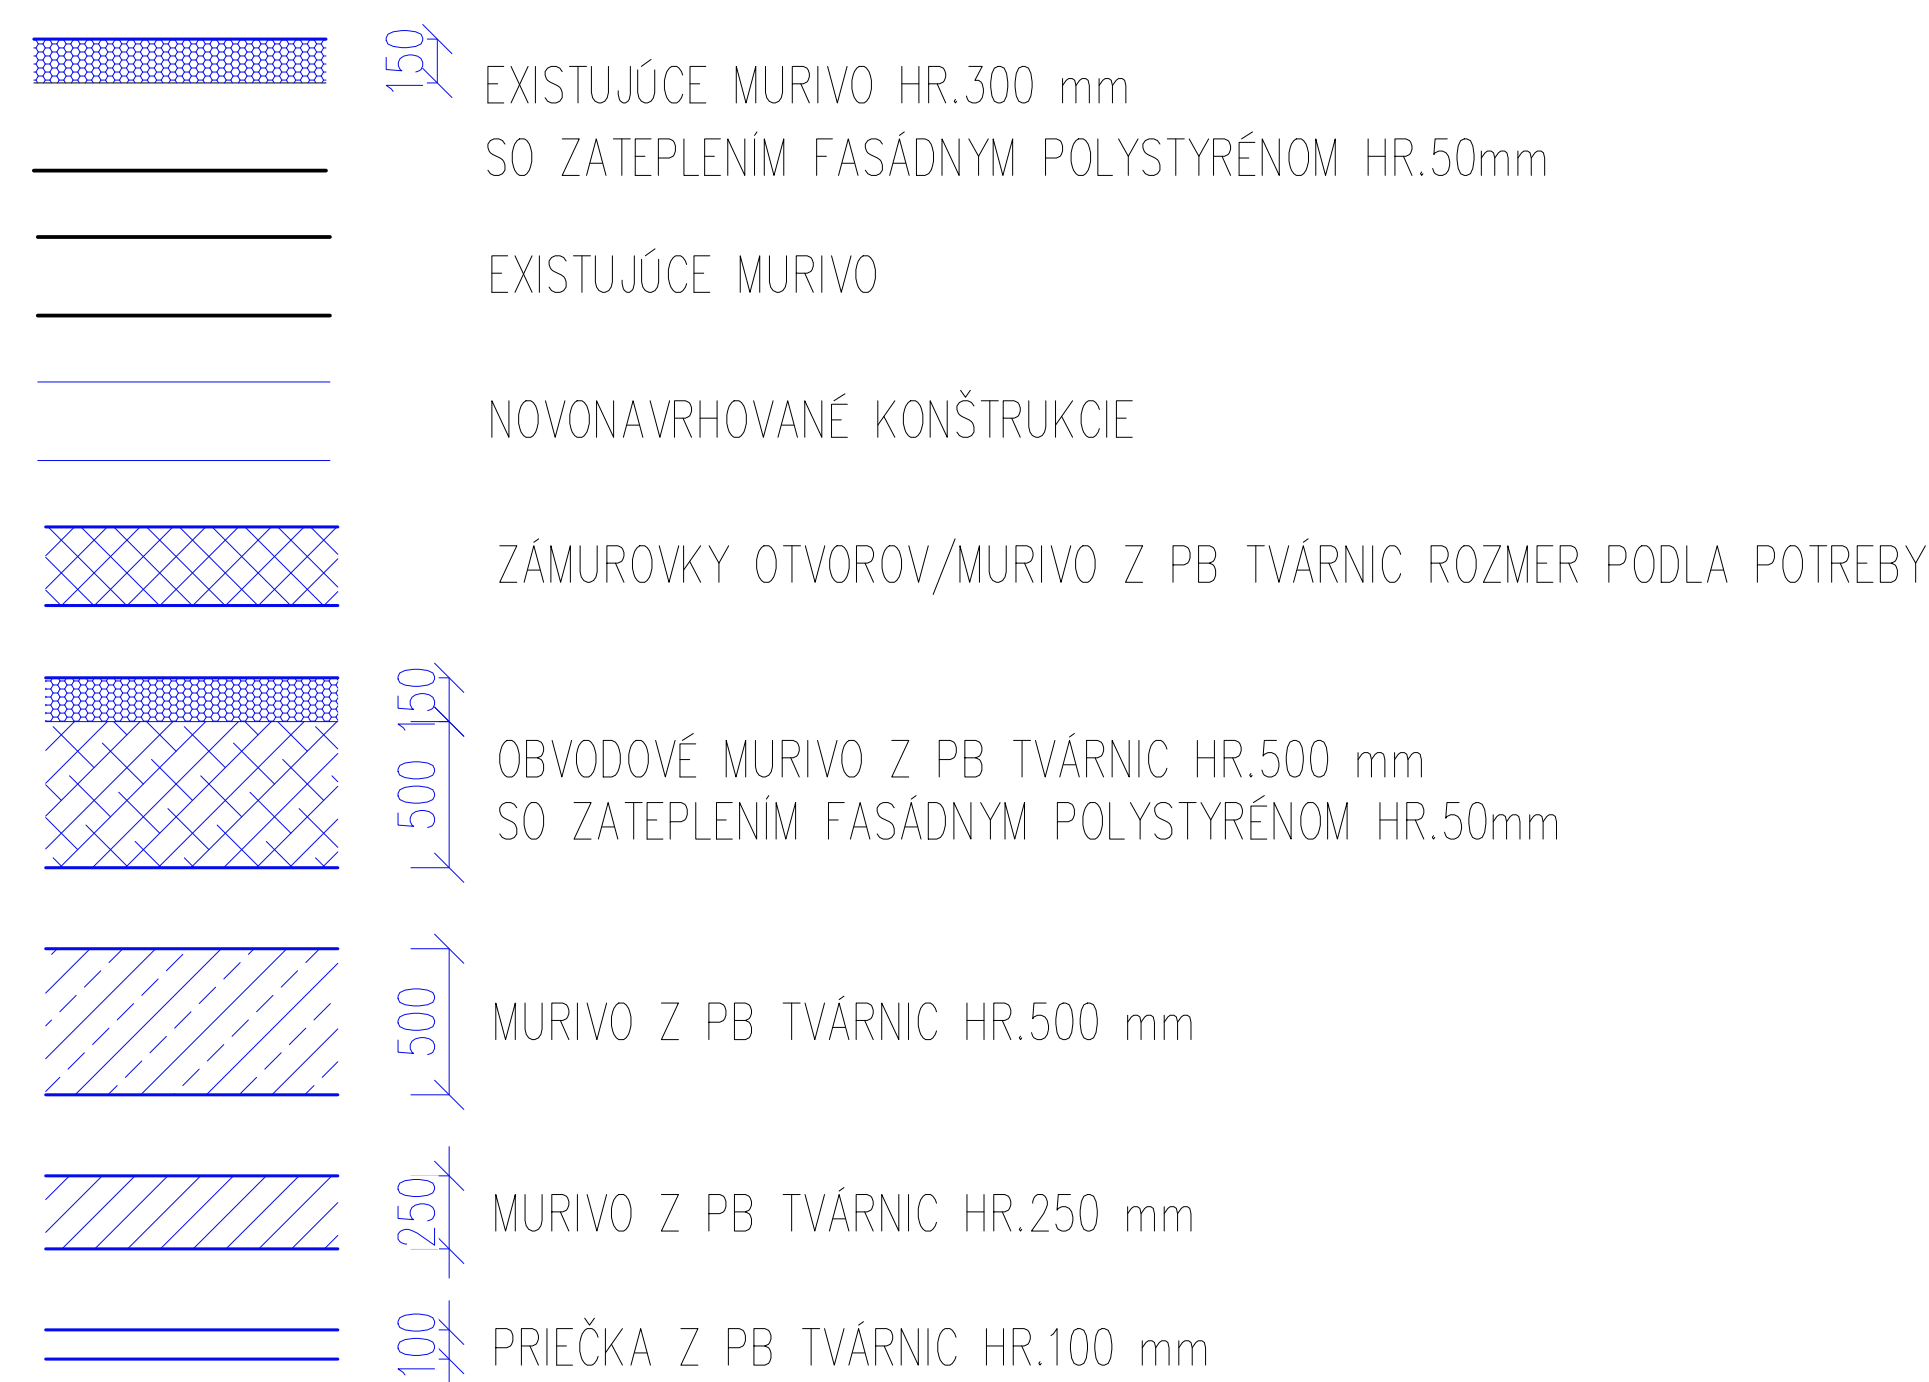 150
EXISTUJÚCE MURIVO HR.300 mm
SO ZATEPLENÍM FASÁDNYM POLYSTYRÉNOM HR.50mm
EXISTUJÚCE MURIVO
NOVONAVRHOVANÉ KONŠTRUKCIE
ZÁMUROVKY OTVOROV/MURIVO Z PB TVÁRNIC ROZMER PODLA POTREBY
150
500
OBVODOVÉ MURIVO Z PB TVÁRNIC HR.500 mm
SO ZATEPLENÍM FASÁDNYM POLYSTYRÉNOM HR.50mm
500
MURIVO Z PB TVÁRNIC HR.500 mm
250
MURIVO Z PB TVÁRNIC HR.250 mm
100
PRIEČKA Z PB TVÁRNIC HR.100 mm